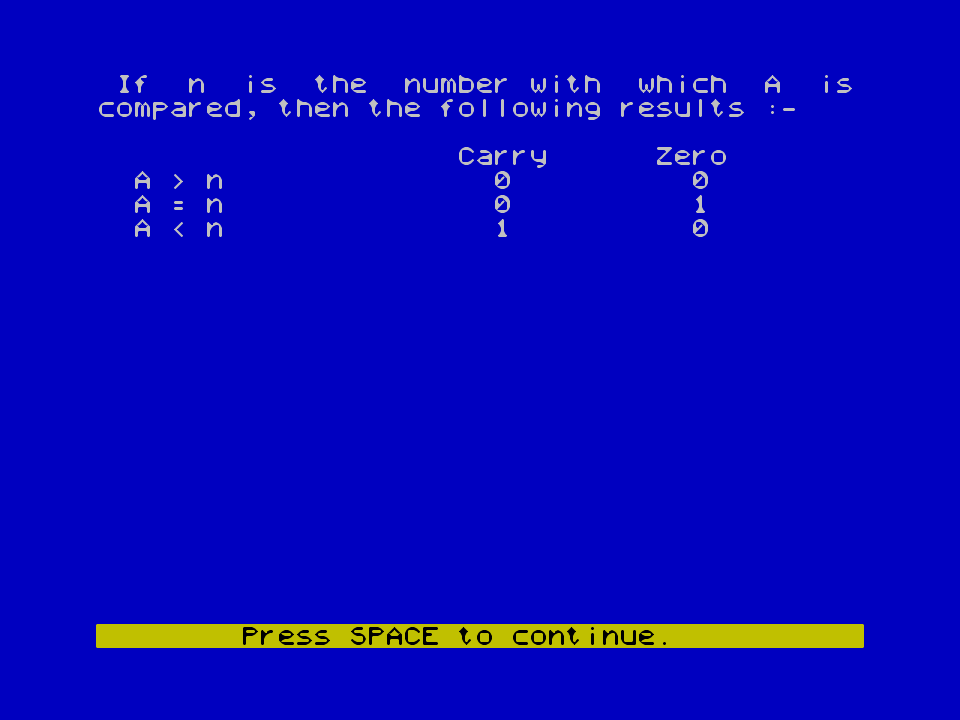 If n is the number with which A is
compared, then the following results :-
Carry Zero
A > n 0 0
A = n 0 1
A < n 1 0
Press SPACE to continue.